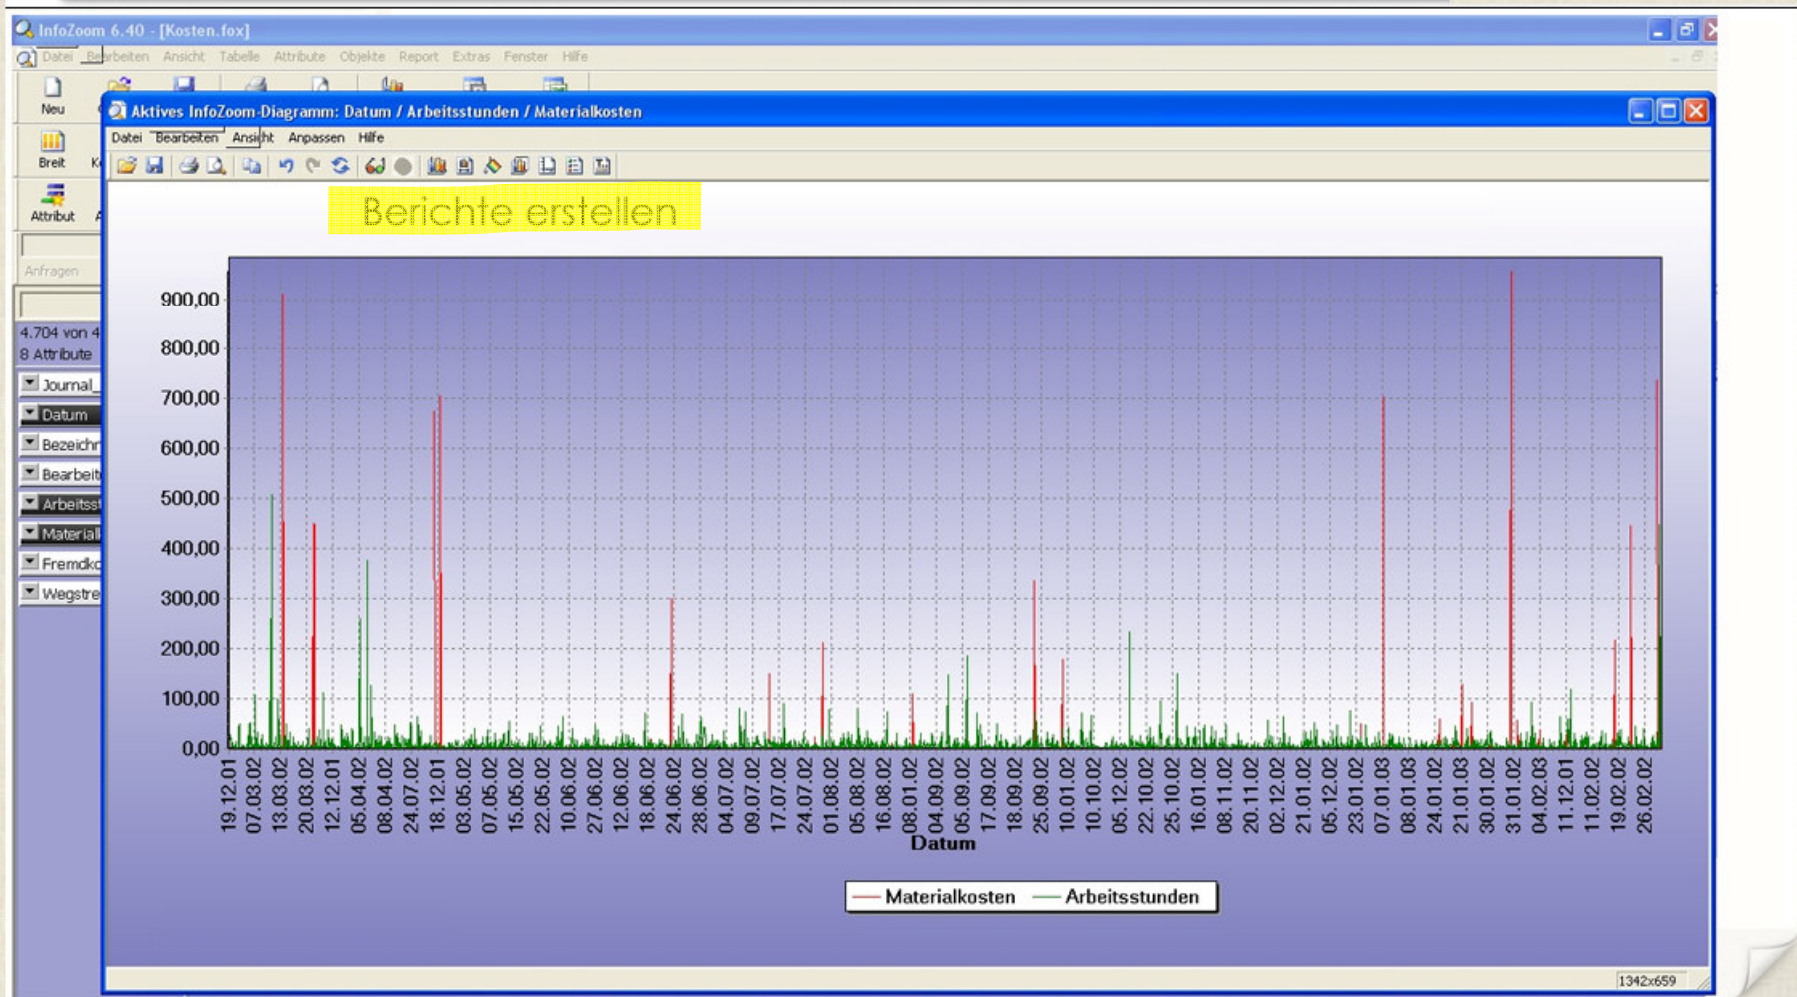 InfoZoom 6.40 - [Kosten.fox]
Datei Bearbeiten Ansicht Tabelle Attribute Objekte Report Extras Fenster Hilfe
Neu
Aktives InfoZoom-Diagramm: Datum / Arbeitsstunden / Materialkosten
Datei Bearbeiten Ansicht Anpassen Hilfe
Breit K
Attribut A
Anfragen
4.704 von 4
8 Attribute
Journal_
Datum
Bezeichn
Bearbeit
Arbeitsst
Material
Fremdko
Wegstre
Berichte erstellen
900,00
800,00
700,00
600,00
500,00
400,00
300,00
200,00
100,00
0,00
19.12.01
07.03.02
13.03.02
20.03.02
12.12.01
05.04.02
08.04.02
24.07.02
18.12.01
03.05.02
07.05.02
15.05.02
22.05.02
10.06.02
27.06.02
12.06.02
18.06.02
24.06.02
28.06.02
04.07.02
09.07.02
17.07.02
24.07.02
01.08.02
05.08.02
16.08.02
08.01.02
04.09.02
05.09.02
17.09.02
18.09.02
25.09.02
10.01.02
10.10.02
05.12.02
22.10.02
25.10.02
16.01.02
08.11.02
20.11.02
02.12.02
21.01.02
05.12.02
23.01.02
07.01.03
08.01.03
24.01.02
21.01.03
30.01.02
31.01.02
04.02.03
11.12.01
11.02.02
19.02.02
26.02.02
Datum
Materialkosten Arbeitsstunden
1342x659